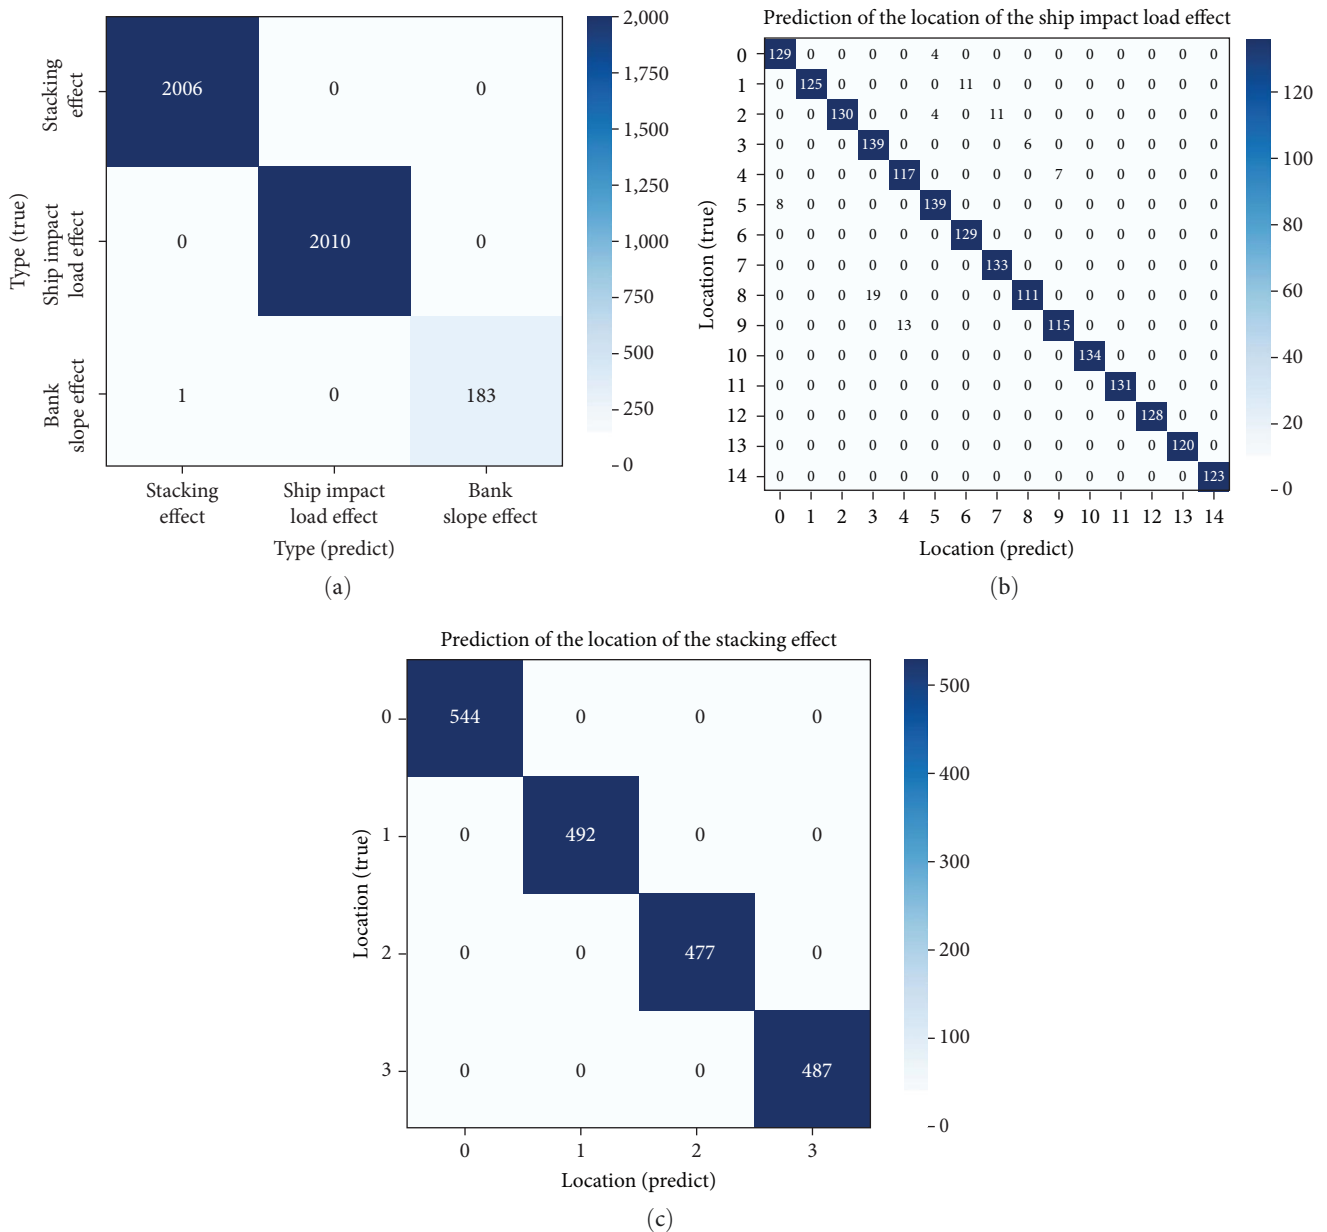 Type (true)
Stacking
effect
Ship impact
load effect
Bank
slope effect
2006 0 0
0 2010 0
1 0 183
Stacking
effect
Ship impact
load effect
Bank
slope effect
Type (predict)
2,000
1,750
1,500
1,250
1,000
750
500
250
0
(a)
Prediction of the location of the ship impact load effect
Location (true)
0 129 0 0 0 0 4 0 0 0 0 0 0 0 0 0
1 0 125 0 0 0 0 11 0 0 0 0 0 0 0 0
2 0 0 130 0 0 4 0 11 0 0 0 0 0 0 0
3 0 0 0 139 0 0 0 0 6 0 0 0 0 0 0
4 0 0 0 0 117 0 0 0 0 7 0 0 0 0 0
5 8 0 0 0 0 139 0 0 0 0 0 0 0 0 0
6 0 0 0 0 0 0 129 0 0 0 0 0 0 0 0
7 0 0 0 0 0 0 0 133 0 0 0 0 0 0 0
8 0 0 0 19 0 0 0 0 111 0 0 0 0 0 0
9 0 0 0 0 13 0 0 0 0 115 0 0 0 0 0
10 0 0 0 0 0 0 0 0 0 0 134 0 0 0 0
11 0 0 0 0 0 0 0 0 0 0 0 131 0 0 0
12 0 0 0 0 0 0 0 0 0 0 0 0 128 0 0
13 0 0 0 0 0 0 0 0 0 0 0 0 0 120 0
14 0 0 0 0 0 0 0 0 0 0 0 0 0 0 123
0 1 2 3 4 5 6 7 8 9 10 11 12 13 14
Location (predict)
120
100
80
60
40
20
0
(b)
Prediction of the location of the stacking effect
Location (true)
0 544 0 0 0
1 0 492 0 0
2 0 0 477 0
3 0 0 0 487
0 1 2 3
Location (predict)
500
400
300
200
100
0
(c)